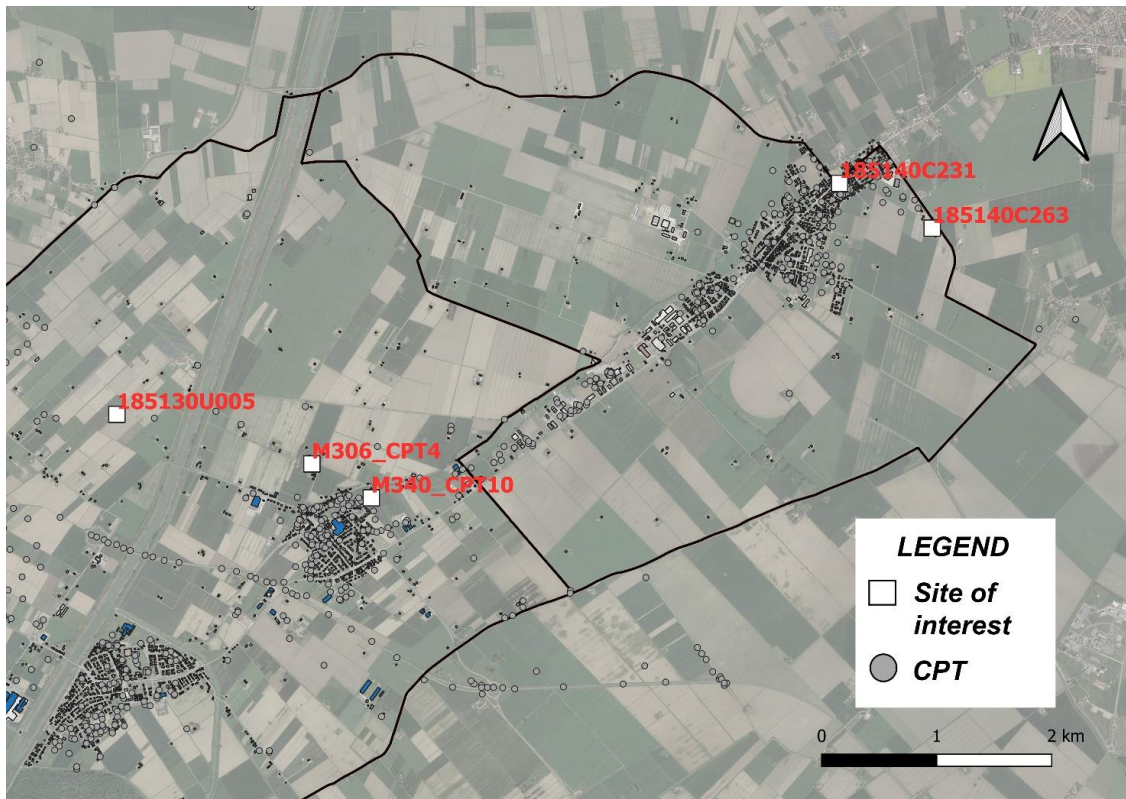 185140C231
185140C263
185130U005
M306_CPT4
M340_CPT10
LEGEND
Site of
interest
CPT
0 1 2 km